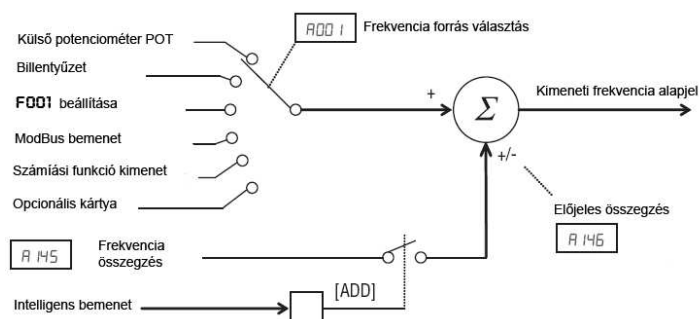 Külső potenciométer POT
A001
Frekvencia forrás választás
Billentyűzet
F001 beállítása
ModBus bemenet
Számíási funkció kimenet
Opcionális kártya
+
Σ
Kimeneti frekvencia alapjel
+/-
Előjeles összegzés
A146
A145
Frekvencia
összegzés
[ADD]
Intelligens bemenet